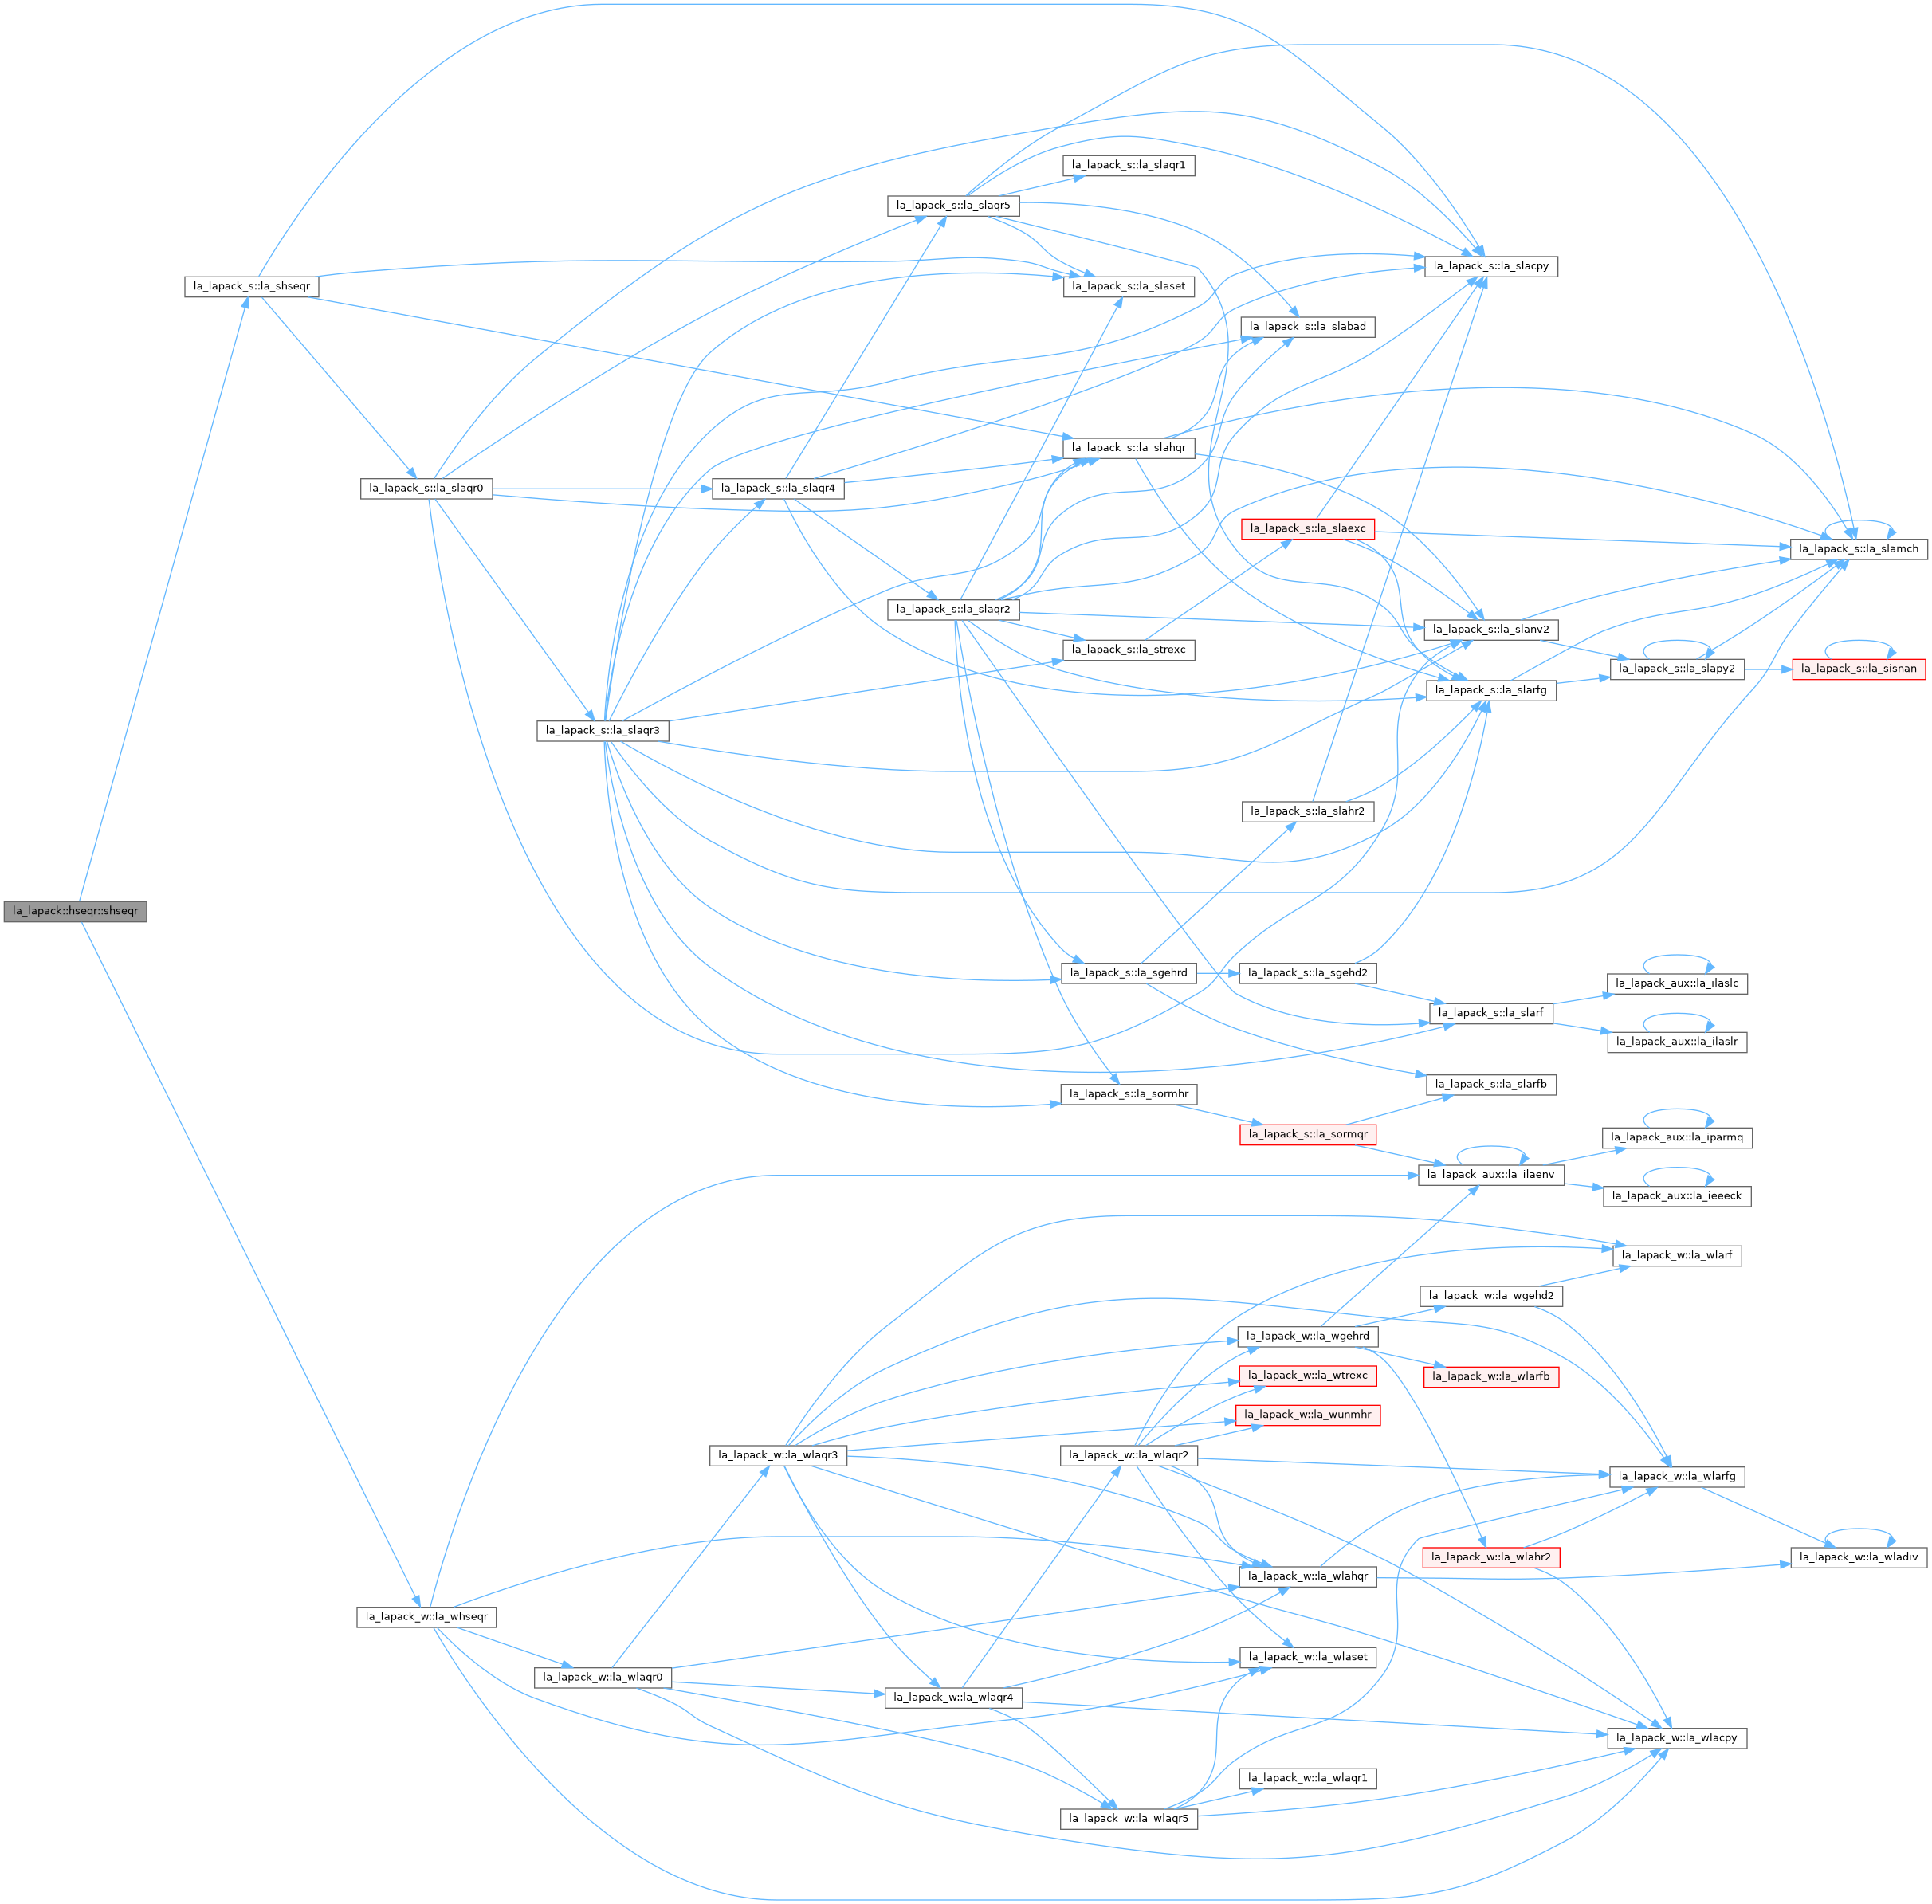 la_lapack_s::la_slaqr1
la_lapack_s::la_slaqr5
la_lapack_s::la_slacpy
la_lapack_s::la_shseqr
la_lapack_s::la_slaset
la_lapack_s::la_slabad
la_lapack_s::la_slahqr
la_lapack_s::la_slaqr0
la_lapack_s::la_slaqr4
la_lapack_s::la_slaexc
la_lapack_s::la_slamch
la_lapack_s::la_slaqr2
la_lapack_s::la_slanv2
la_lapack_s::la_strexc
la_lapack_s::la_slapy2
la_lapack_s::la_sisnan
la_lapack_s::la_slarfg
la_lapack_s::la_slaqr3
la_lapack_s::la_slahr2
la_lapack::hseqr::shseqr
la_lapack_s::la_sgehrd
la_lapack_s::la_sgehd2
la_lapack_aux::la_ilaslc
la_lapack_s::la_slarf
la_lapack_aux::la_ilaslr
la_lapack_s::la_slarfb
la_lapack_s::la_sormhr
la_lapack_s::la_sormqr
la_lapack_aux::la_iparmq
la_lapack_aux::la_ilaenv
la_lapack_aux::la_ieeeck
la_lapack_w::la_wlarf
la_lapack_w::la_wgehd2
la_lapack_w::la_wgehrd
la_lapack_w::la_wtrexc
la_lapack_w::la_wlarfb
la_lapack_w::la_wunmhr
la_lapack_w::la_wlaqr3
la_lapack_w::la_wlaqr2
la_lapack_w::la_wlarfg
la_lapack_w::la_wlahr2
la_lapack_w::la_wladiv
la_lapack_w::la_wlahqr
la_lapack_w::la_whseqr
la_lapack_w::la_wlaset
la_lapack_w::la_wlaqr0
la_lapack_w::la_wlaqr4
la_lapack_w::la_wlacpy
la_lapack_w::la_wlaqr1
la_lapack_w::la_wlaqr5